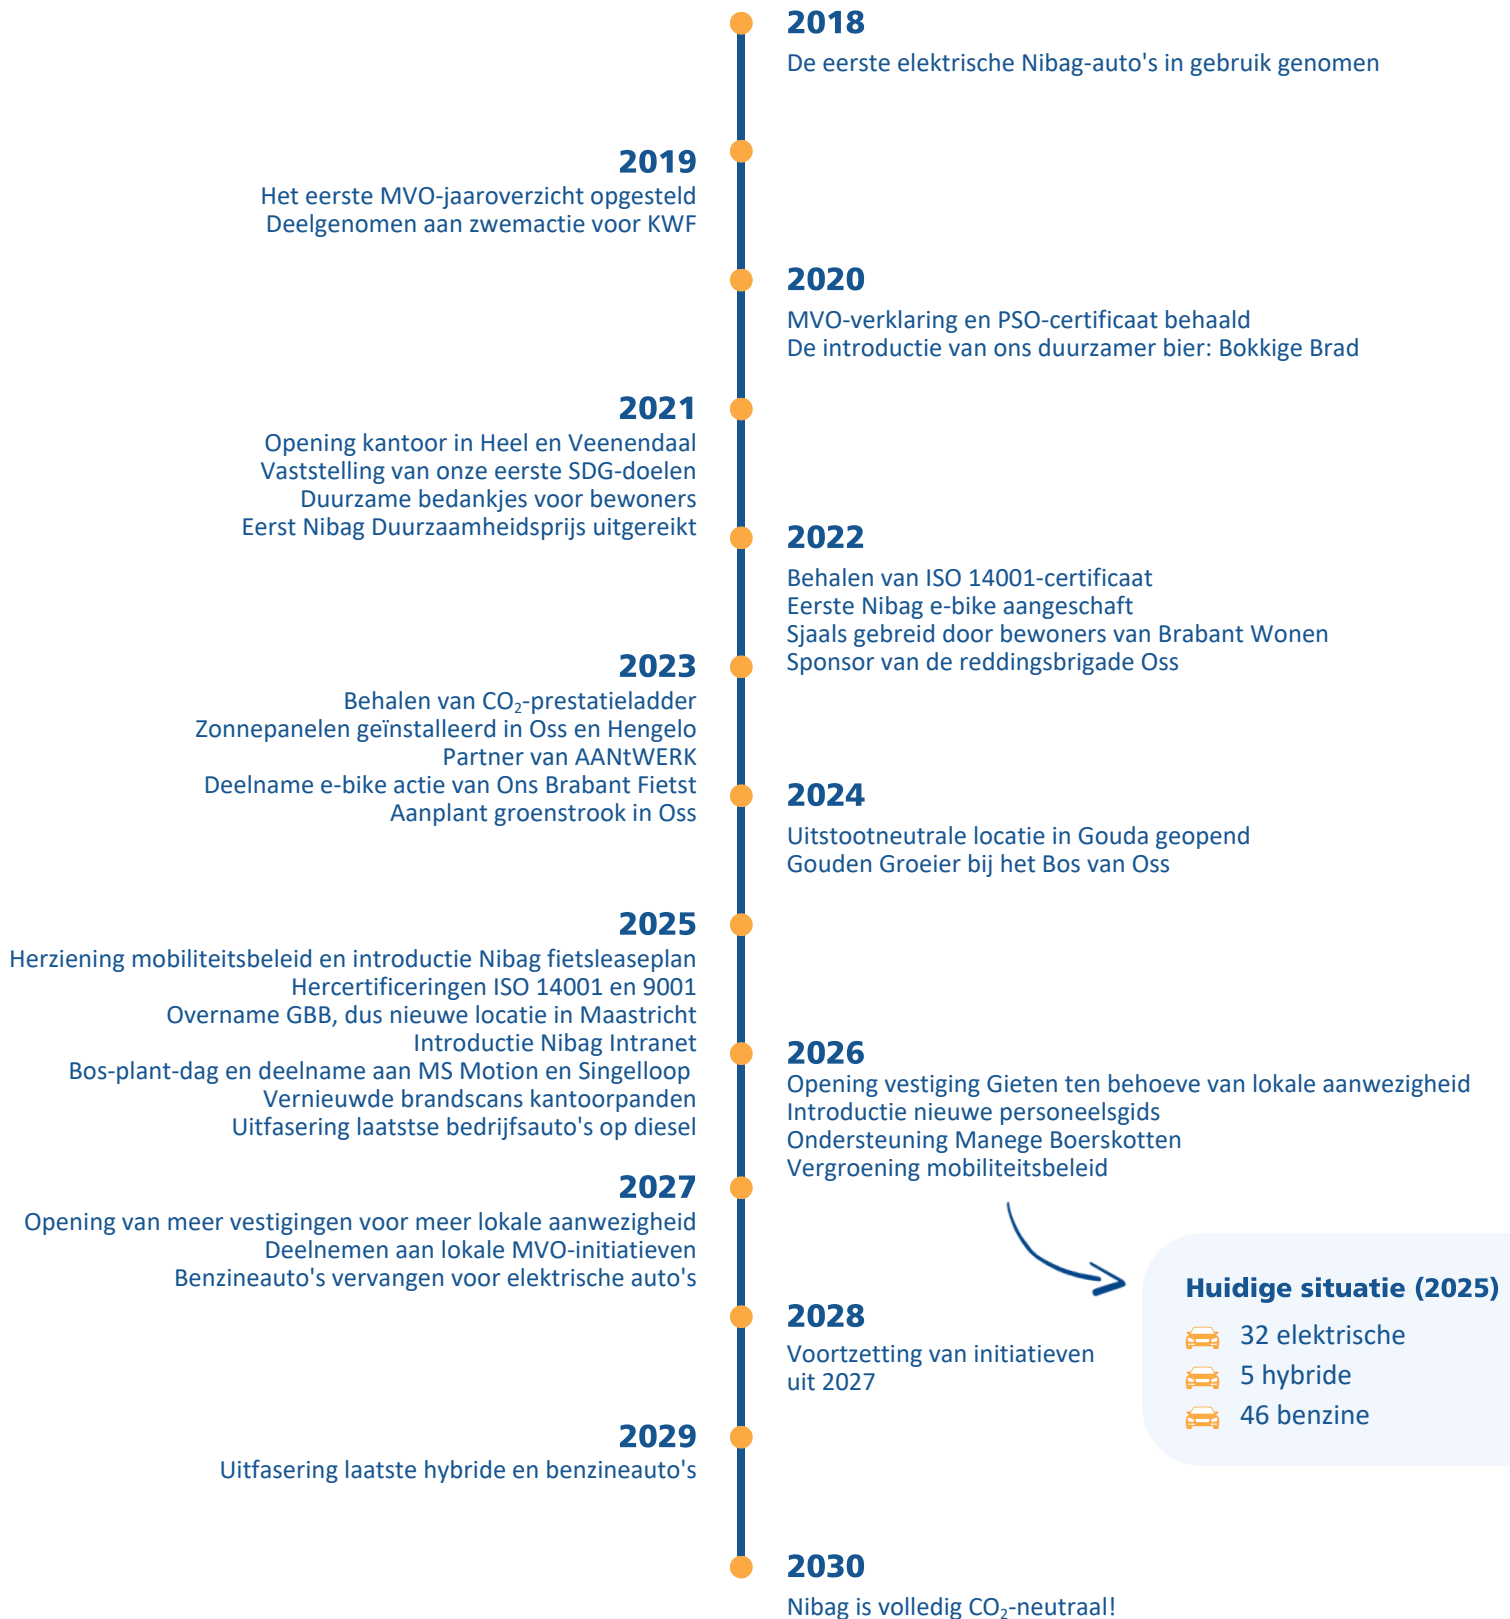 2018
De eerste elektrische Nibag-auto's in gebruik genomen
2019
Het eerste MVO-jaaroverzicht opgesteld
Deelgenomen aan zwemactie voor KWF
2020
MVO-verklaring en PSO-certificaat behaald
De introductie van ons duurzamer bier: Bokkige Brad
2021
Opening kantoor in Heel en Veenendaal
Vaststelling van onze eerste SDG-doelen
Duurzame bedankjes voor bewoners
Eerst Nibag Duurzaamheidsprijs uitgereikt
2022
Behalen van ISO 14001-certificaat
Eerste Nibag e-bike aangeschaft
Sjaals gebreid door bewoners van Brabant Wonen
Sponsor van de reddingsbrigade Oss
2023
Behalen van CO₂-prestatieladder
Zonnepanelen geïnstalleerd in Oss en Hengelo
Partner van AANtWERK
Deelname e-bike actie van Ons Brabant Fietst
Aanplant groenstrook in Oss
2024
Uitstootneutrale locatie in Gouda geopend
Gouden Groeier bij het Bos van Oss
2025
Herziening mobiliteitsbeleid en introductie Nibag fietsleaseplan
Hercertificeringen ISO 14001 en 9001
Overname GBB, dus nieuwe locatie in Maastricht
Introductie Nibag Intranet
Bos-plant-dag en deelname aan MS Motion en Singelloop
Vernieuwde brandscans kantoorpanden
Uitfasering laatstse bedrijfsauto's op diesel
2026
Opening vestiging Gieten ten behoeve van lokale aanwezigheid
Introductie nieuwe personeelsgids
Ondersteuning Manege Boerskotten
Vergroening mobiliteitsbeleid
2027
Opening van meer vestigingen voor meer lokale aanwezigheid
Deelnemen aan lokale MVO-initiatieven
Benzineauto's vervangen voor elektrische auto's
Huidige situatie (2025)
32 elektrische
5 hybride
46 benzine
2028
Voortzetting van initiatieven
uit 2027
2029
Uitfasering laatste hybride en benzineauto's
2030
Nibag is volledig CO₂-neutraal!